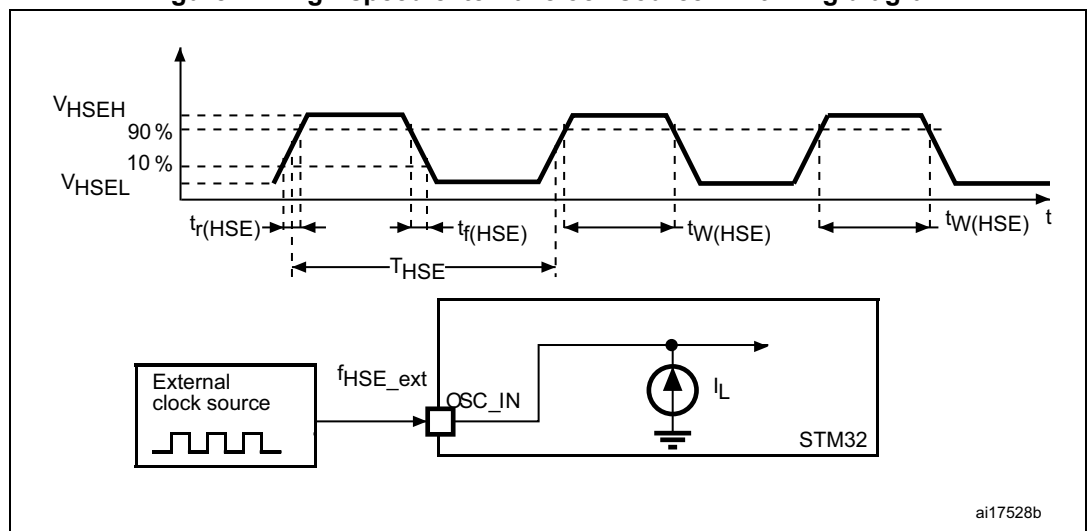 VHSEH
90 %
10 %
VHSEL
tr(HSE)
tf(HSE)
tW(HSE)
tW(HSE)
t
THSE
External
clock source
fHSE_ext
OSC_IN
IL
STM32
ai17528b